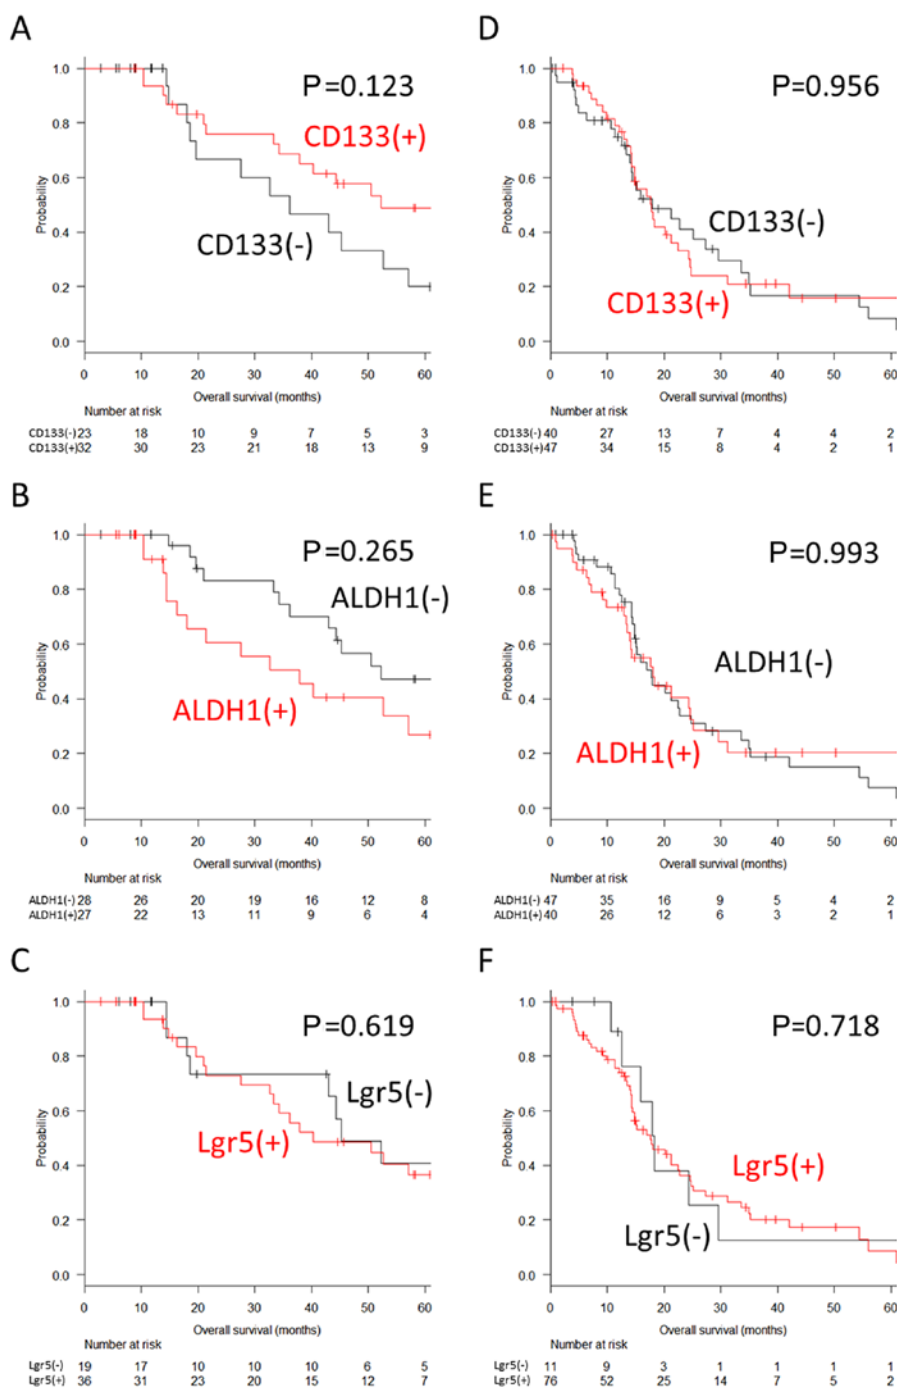 A
P=0.123
CD133(+)
CD133(-)
Probability
1.0
0.8
0.6
0.4
0.2
0.0
0 10 20 30 40 50 60
Overall survival (months)
Number at risk
CD133(-) 23 18 10 9 7 5 3
CD133(+) 32 30 23 21 18 13 9
D
P=0.956
CD133(-)
CD133(+)
Probability
1.0
0.8
0.6
0.4
0.2
0.0
0 10 20 30 40 50 60
Overall survival (months)
Number at risk
CD133(-) 40 27 13 7 4 4 2
CD133(+) 47 34 15 8 4 2 1
B
P=0.265
ALDH1(-)
ALDH1(+)
Probability
1.0
0.8
0.6
0.4
0.2
0.0
0 10 20 30 40 50 60
Overall survival (months)
Number at risk
ALDH1(-) 28 26 20 19 16 12 8
ALDH1(+) 27 22 13 11 9 6 4
E
P=0.993
ALDH1(-)
ALDH1(+)
Probability
1.0
0.8
0.6
0.4
0.2
0.0
0 10 20 30 40 50 60
Overall survival (months)
Number at risk
ALDH1(-) 47 35 16 9 5 4 2
ALDH1(+) 40 26 12 6 3 2 1
C
P=0.619
Lgr5(-)
Lgr5(+)
Probability
1.0
0.8
0.6
0.4
0.2
0.0
0 10 20 30 40 50 60
Overall survival (months)
Number at risk
Lgr5(-) 19 17 10 10 10 6 5
Lgr5(+) 36 31 23 20 15 12 7
F
P=0.718
Lgr5(+)
Lgr5(-)
Probability
1.0
0.8
0.6
0.4
0.2
0.0
0 10 20 30 40 50 60
Overall survival (months)
Number at risk
Lgr5(-) 11 9 3 1 1 1 1
Lgr5(+) 76 52 25 14 7 5 2